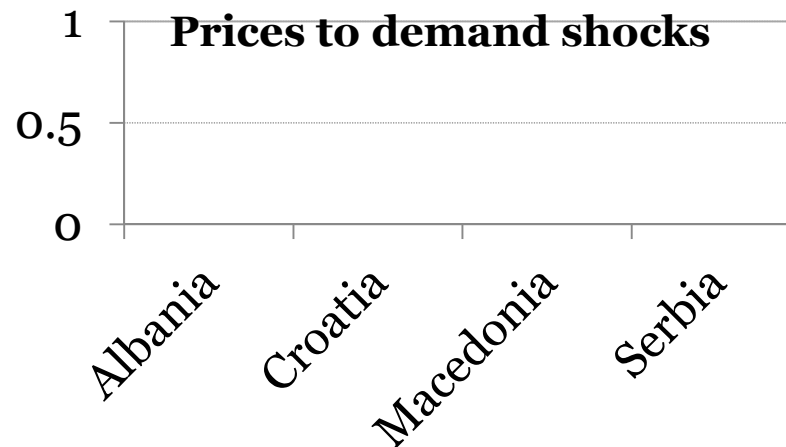 Prices to demand shocks
1
0.5
0
Albania
Croatia
Macedonia
Serbia